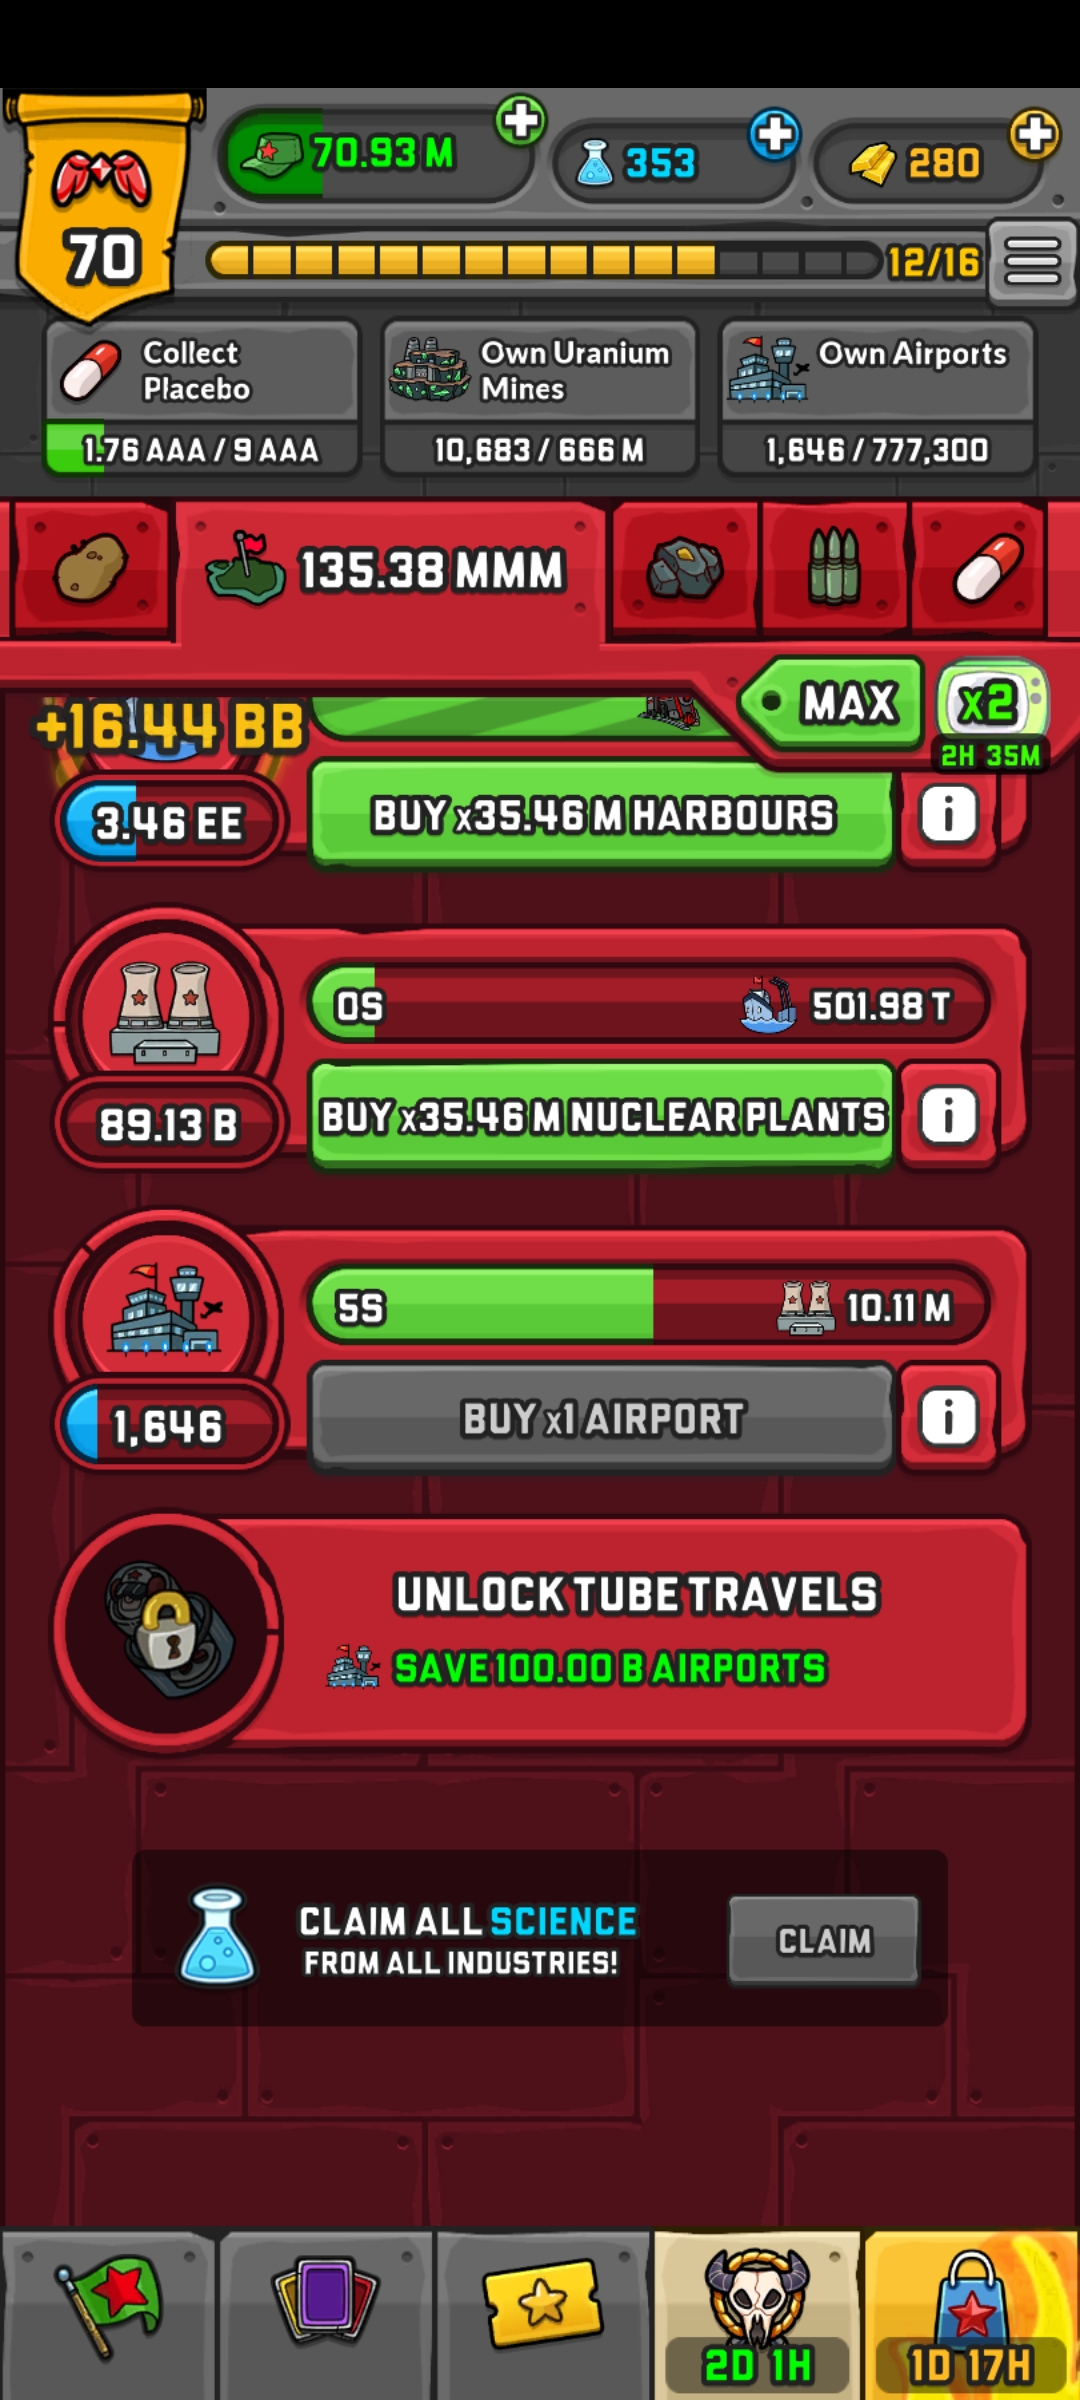 70.93 M
353
280
70
12/16
Collect
Placebo
Own Uranium
Mines
Own Airports
1.76 AAA / 9 AAA
10,683 / 666 M
1,646 / 777,300
135.38 MMM
MAX
x2
2H 35M
+16.44 BB
3.46 EE
BUY x35.46 M HARBOURS
i
0S
501.98 T
89.13 B
BUY x35.46 M NUCLEAR PLANTS
i
5S
10.11 M
1,646
BUY x1 AIRPORT
i
UNLOCK TUBE TRAVELS
SAVE 100.00 B AIRPORTS
CLAIM ALL SCIENCE
FROM ALL INDUSTRIES!
CLAIM
2D 1H
1D 17H